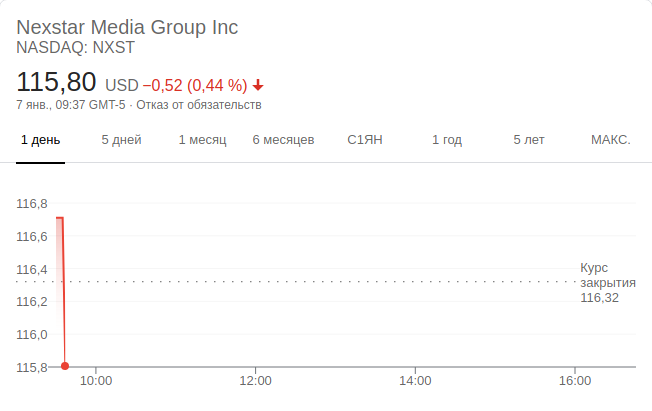 Nexstar Media Group Inc
NASDAQ: NXST
115,80 USD −0,52 (0,44 %)
7 янв., 09:37 GMT-5 · Отказ от обязательств
1 день 5 дней 1 месяц 6 месяцев С1ЯН 1 год 5 лет МАКС.
116,8
116,6
116,4
116,2
116,0
115,8
Курс
закрытия
116,32
10:00 12:00 14:00 16:00